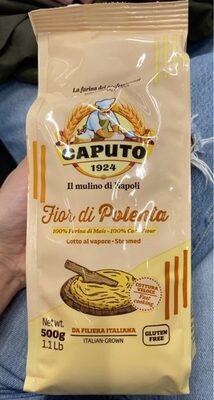 La farina dei professionisti
CAPUTO
1924
Il mulino di Napoli
Fior di Polenta
100% Farina di Mais - 100% Corn Flour
Cotto al vapore - Steamed
COTTURA
VELOCE
Fast
cooking
Net wt.
500g
1.1Lb
DA FILIERA ITALIANA
ITALIAN-GROWN
GLUTEN
FREE